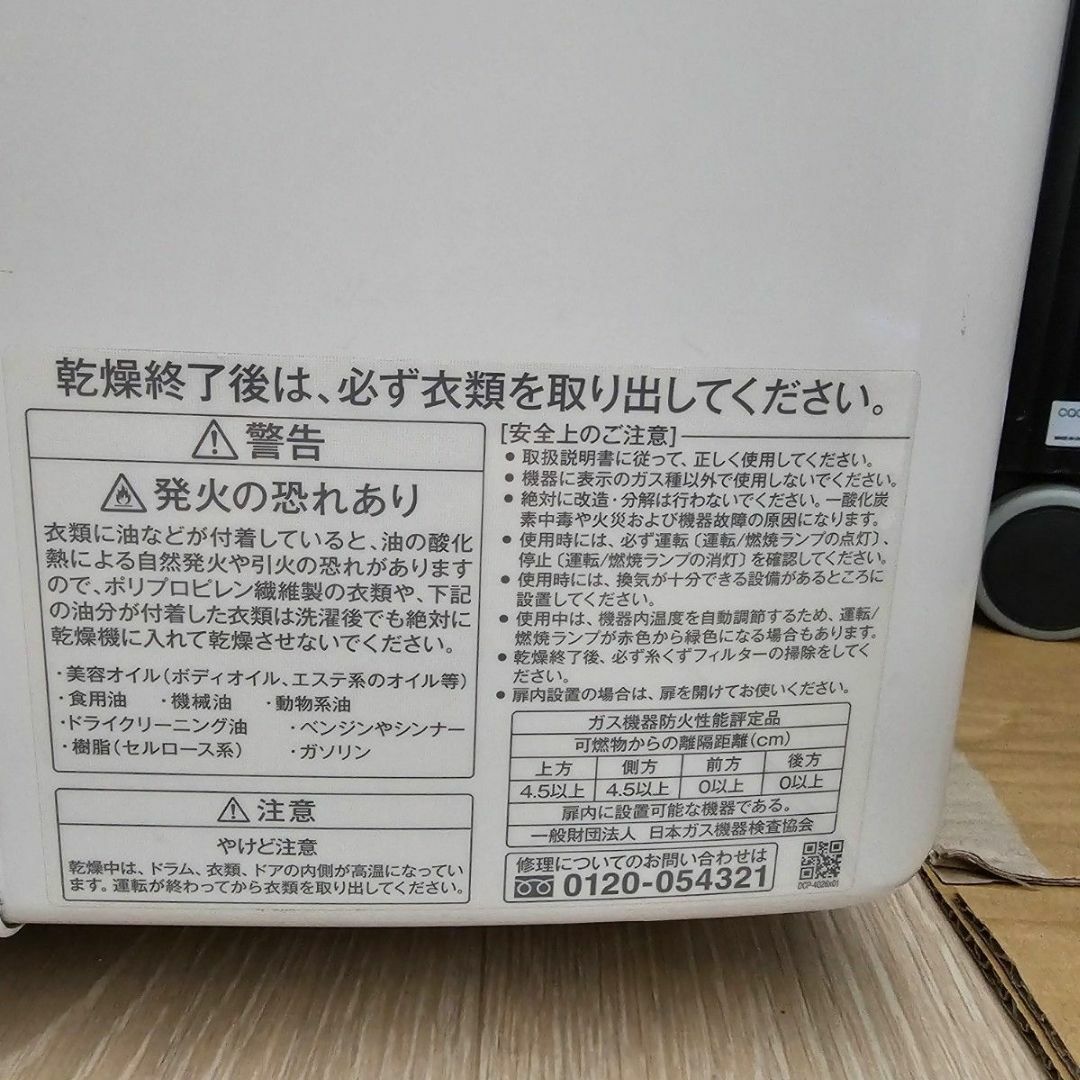 乾燥終了後は、必ず衣類を取り出してください。
警告
発火の恐れあり
衣類に油などが付着していると、油の酸化
熱による自然発火や引火の恐れがあります
ので、ポリプロピレン繊維製の衣類や、下記
の油分が付着した衣類は洗濯後でも絶対に
乾燥機に入れて乾燥させないでください。
・美容オイル(ボディオイル、エステ系のオイル等)
・食用油 ・機械油 ・動物系油
・ドライクリーニング油 ・ベンジンやシンナー
・樹脂(セルロース系) ・ガソリン
注意
やけど注意
乾燥中は、ドラム、衣類、ドアの内側が高温になってい
ます。運転が終わってから衣類を取り出してください。
[安全上のご注意]
● 取扱説明書に従って、正しく使用してください。
● 機器に表示のガス種以外で使用しないでください。
● 絶対に改造・分解は行わないでください。一酸化炭
素中毒や火災および機器故障の原因になります。
● 使用時には、必ず運転〔運転/燃焼ランプの点灯〕、
停止〔運転/燃焼ランプの消灯〕を確認してください。
● 使用時には、換気が十分できる設備があるところに
設置してください。
● 使用中は、機器内温度を自動調節するため、運転/
燃焼ランプが赤色から緑色になる場合もあります。
● 乾燥終了後、必ず糸くずフィルターの掃除をしてく
ださい。
● 扉内設置の場合は、扉を開けてお使いください。
ガス機器防火性能評定品
可燃物からの離隔距離(cm)
上方 側方 前方 後方
4.5以上 4.5以上 0以上 0以上
扉内に設置可能な機器である。
一般財団法人 日本ガス機器検査協会
修理についてのお問い合わせは
0120-054321
DCP-4026x01